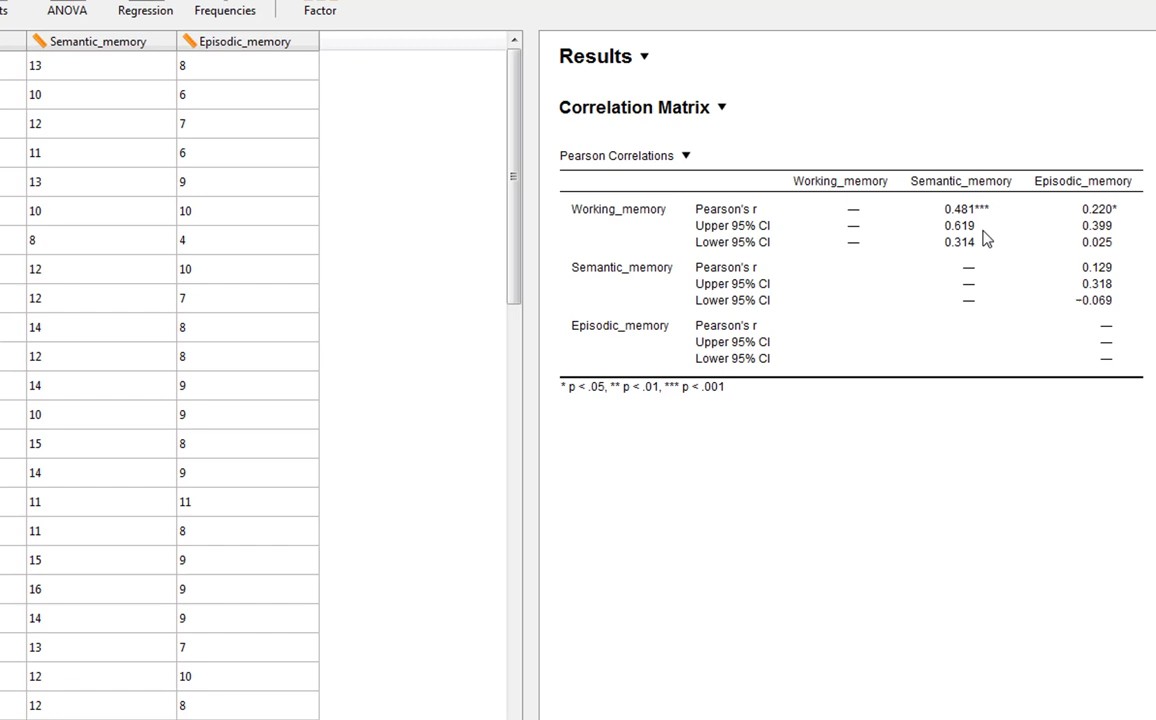 ts ANOVA Regression Frequencies Factor
Semantic_memory Episodic_memory
13 8
10 6
12 7
11 6
13 9
10 10
8 4
12 10
12 7
14 8
12 8
14 9
10 9
15 8
14 9
11 11
11 8
15 9
16 9
14 9
13 7
12 10
12 8
Results
Correlation Matrix
Pearson Correlations
Working_memory Semantic_memory Episodic_memory
Working_memory Pearson's r — 0.481*** 0.220*
Upper 95% CI — 0.619 0.399
Lower 95% CI — 0.314 0.025
Semantic_memory Pearson's r — 0.129
Upper 95% CI — 0.318
Lower 95% CI — −0.069
Episodic_memory Pearson's r —
Upper 95% CI —
Lower 95% CI —
* p < .05, ** p < .01, *** p < .001